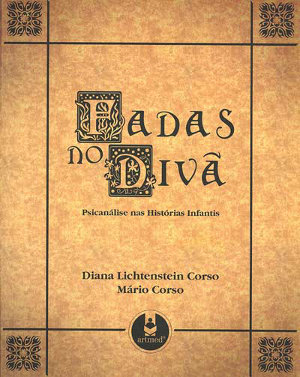 FADAS
NO DIVÃ
Psicanálise nas Histórias Infantis
Diana Lichtenstein Corso
Mário Corso
artmed®